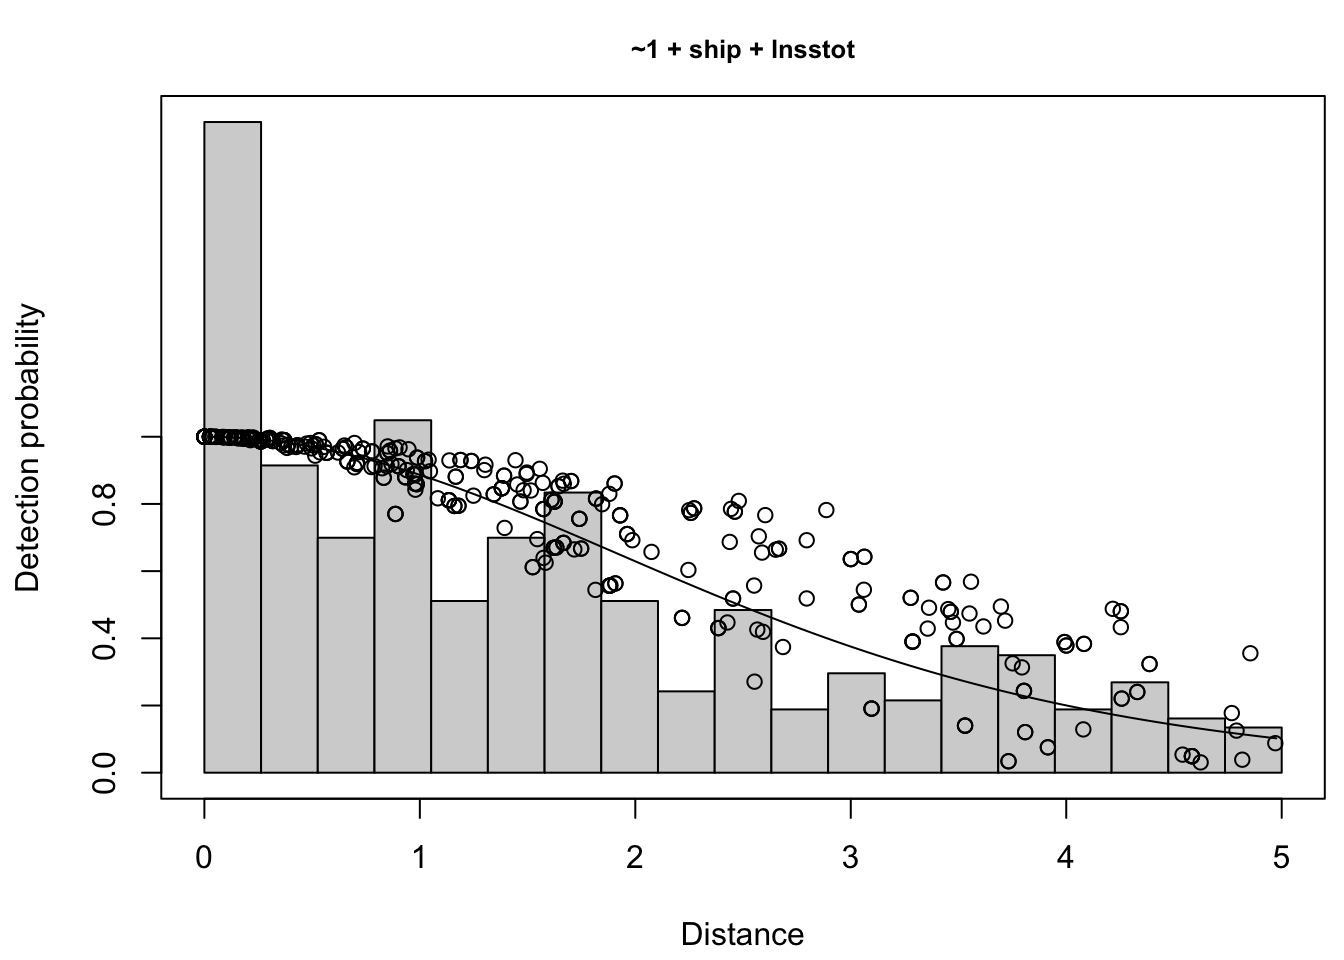 ~1 + ship + lnsstot
Detection probability
0.8
0.4
0.0
0 1 2 3 4 5
Distance